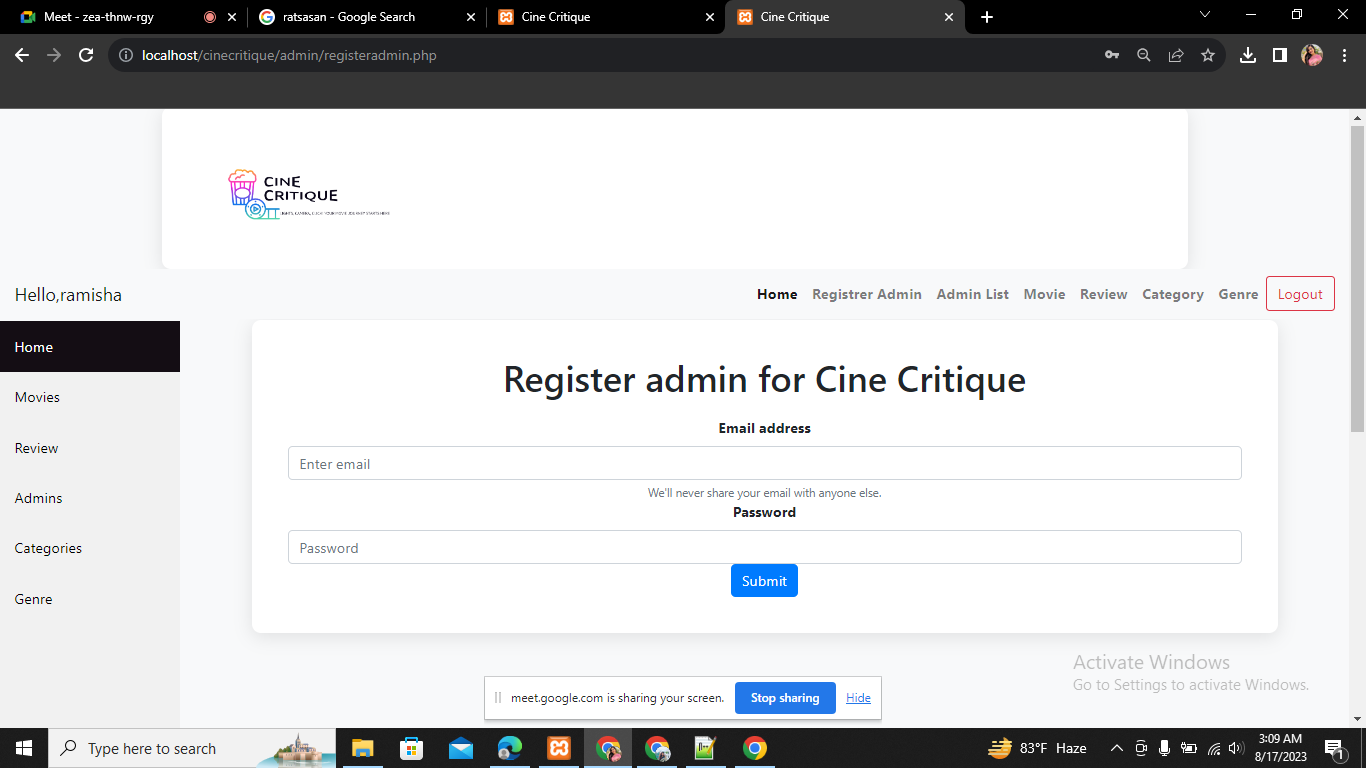 Meet - zea-thnw-rgy
ratsasan - Google Search
Cine Critique
Cine Critique
localhost/cinecritique/admin/registeradmin.php
CINE
CRITIQUE
Hello,ramisha
Home Registrer Admin Admin List Movie Review Category Genre Logout
Home
Movies
Review
Admins
Categories
Genre
Register admin for Cine Critique
Email address
Enter email
We'll never share your email with anyone else.
Password
Password
Submit
Activate Windows
Go to Settings to activate Windows.
meet.google.com is sharing your screen. Stop sharing Hide
Type here to search
83°F Haze
3:09 AM
8/17/2023
1